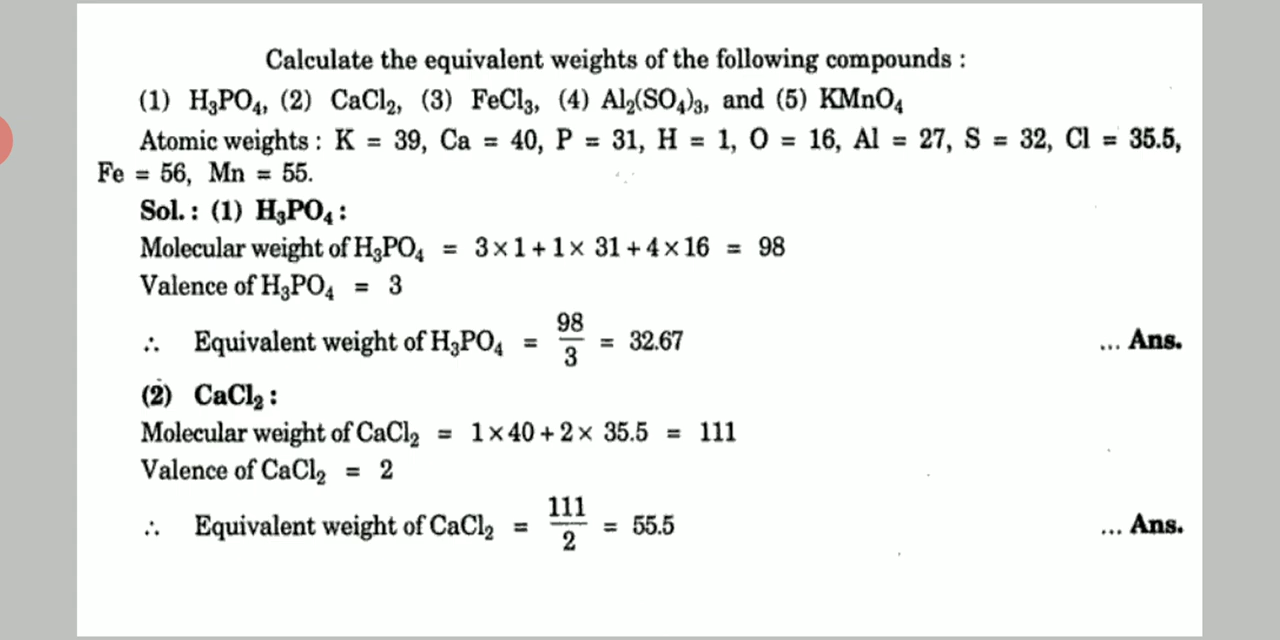 Calculate the equivalent weights of the following compounds :
(1) H₃PO₄, (2) CaCl₂, (3) FeCl₃, (4) Al₂(SO₄)₃, and (5) KMnO₄
Atomic weights : K = 39, Ca = 40, P = 31, H = 1, O = 16, Al = 27, S = 32, Cl = 35.5,
Fe = 56, Mn = 55.
Sol. : (1) H₃PO₄ :
Molecular weight of H₃PO₄ = 3 × 1 + 1 × 31 + 4 × 16 = 98
Valence of H₃PO₄ = 3
∴ Equivalent weight of H₃PO₄ = 98/3 = 32.67 ... Ans.
(2) CaCl₂ :
Molecular weight of CaCl₂ = 1 × 40 + 2 × 35.5 = 111
Valence of CaCl₂ = 2
∴ Equivalent weight of CaCl₂ = 111/2 = 55.5 ... Ans.